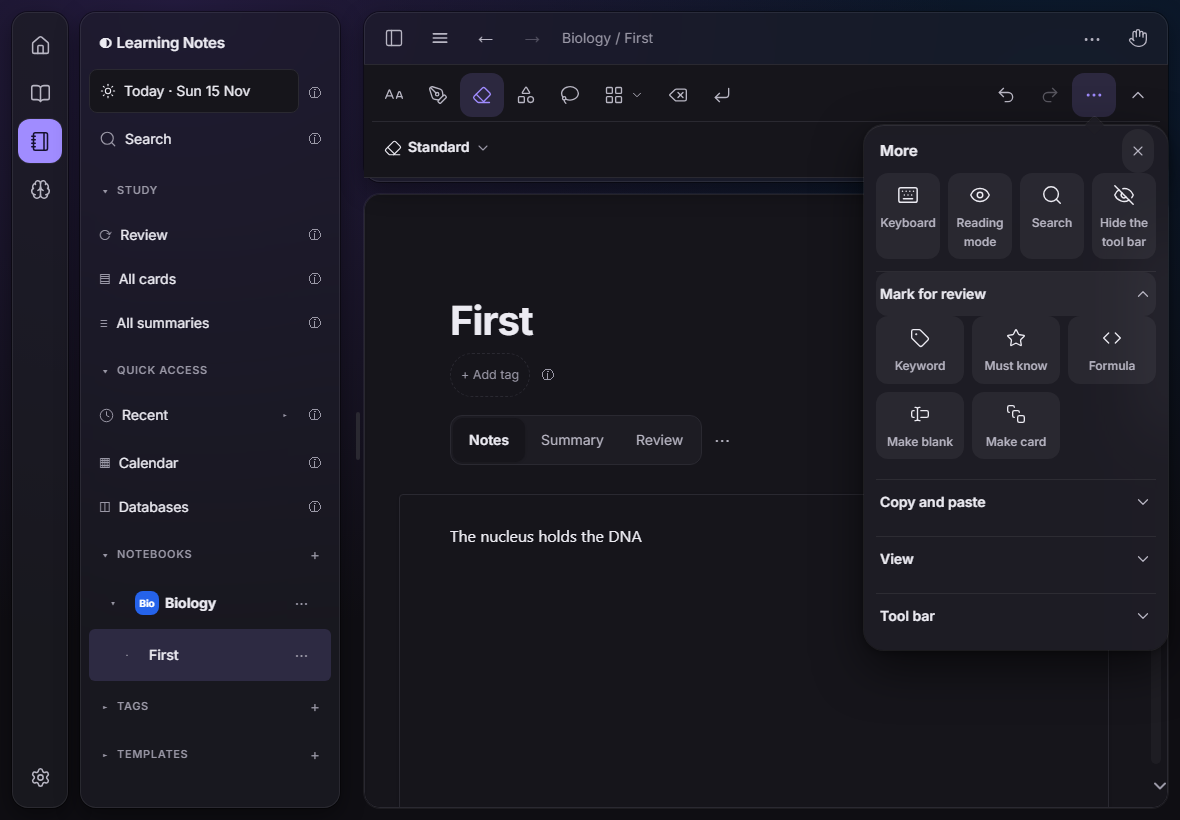 Learning Notes
Today · Sun 15 Nov
Search
STUDY
Review
All cards
All summaries
QUICK ACCESS
Recent
Calendar
Databases
NOTEBOOKS
Bio Biology
First
TAGS
TEMPLATES
Biology / First
AA
Standard
First
+ Add tag
Notes Summary Review
The nucleus holds the DNA
More
Keyboard
Reading mode
Search
Hide the tool bar
Mark for review
Keyword
Must know
Formula
Make blank
Make card
Copy and paste
View
Tool bar